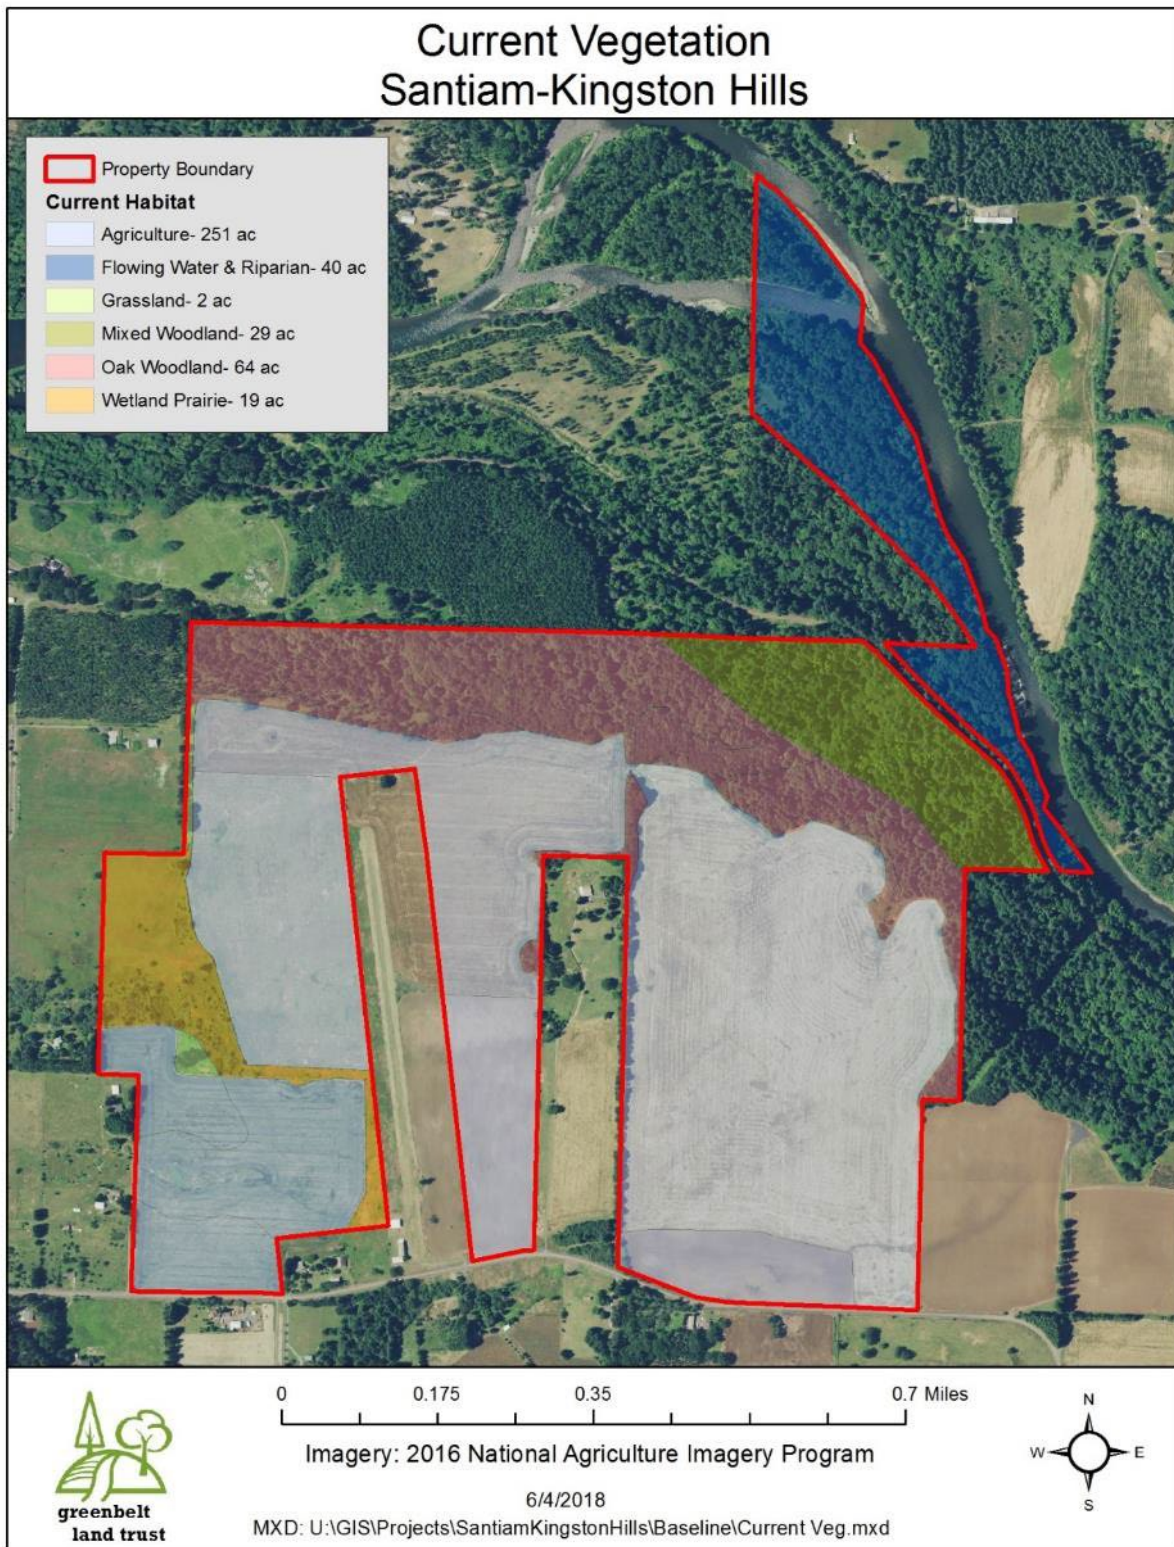 Current Vegetation
Santiam-Kingston Hills
Property Boundary
Current Habitat
Agriculture- 251 ac
Flowing Water & Riparian- 40 ac
Grassland- 2 ac
Mixed Woodland- 29 ac
Oak Woodland- 64 ac
Wetland Prairie- 19 ac
0 0.175 0.35 0.7 Miles
Imagery: 2016 National Agriculture Imagery Program
6/4/2018
MXD: U:\GIS\Projects\SantiamKingstonHills\Baseline\Current Veg.mxd
greenbelt
land trust
N
W E
S